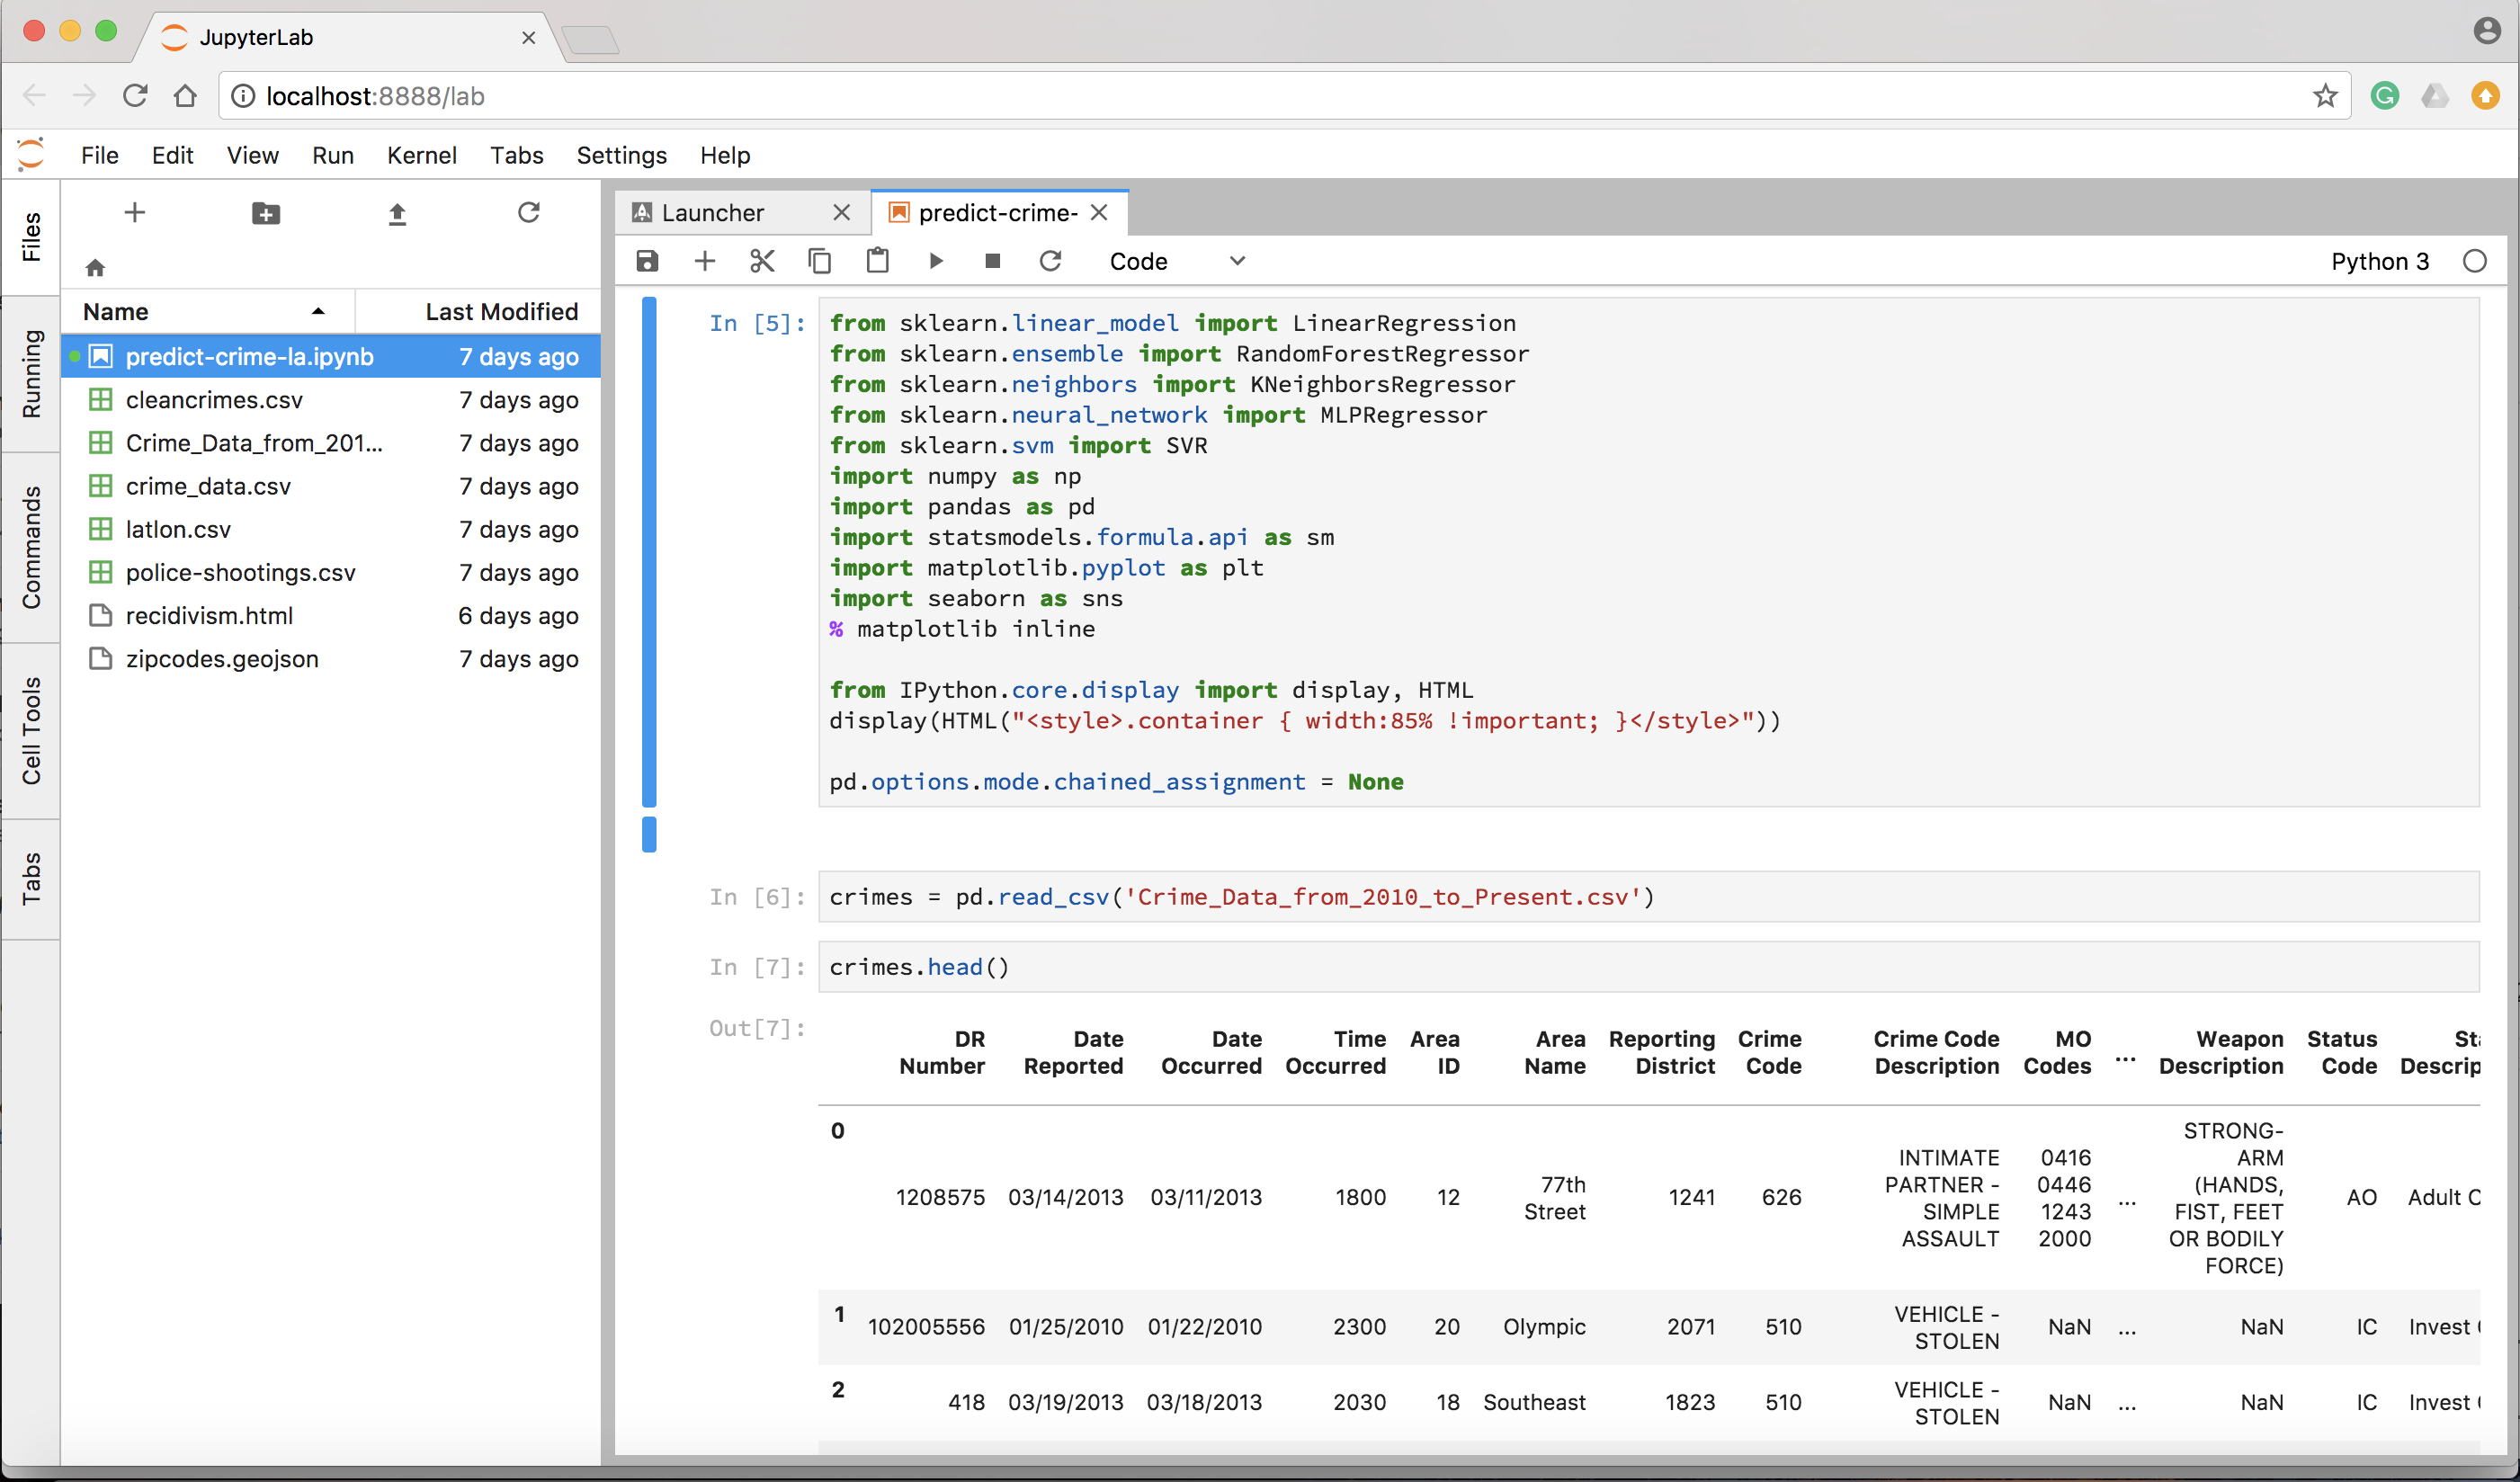 JupyterLab
localhost:8888/lab
File Edit View Run Kernel Tabs Settings Help
Files
Running
Commands
Cell Tools
Tabs
Name Last Modified
predict-crime-la.ipynb 7 days ago
cleancrimes.csv 7 days ago
Crime_Data_from_201... 7 days ago
crime_data.csv 7 days ago
latlon.csv 7 days ago
police-shootings.csv 7 days ago
recidivism.html 6 days ago
zipcodes.geojson 7 days ago
Launcher predict-crime-
Code Python 3
In [5]: from sklearn.linear_model import LinearRegression
from sklearn.ensemble import RandomForestRegressor
from sklearn.neighbors import KNeighborsRegressor
from sklearn.neural_network import MLPRegressor
from sklearn.svm import SVR
import numpy as np
import pandas as pd
import statsmodels.formula.api as sm
import matplotlib.pyplot as plt
import seaborn as sns
% matplotlib inline
from IPython.core.display import display, HTML
display(HTML("<style>.container { width:85% !important; }</style>"))
pd.options.mode.chained_assignment = None
In [6]: crimes = pd.read_csv('Crime_Data_from_2010_to_Present.csv')
In [7]: crimes.head()
Out[7]:
DR Date Date Time Area Area Reporting Crime Crime Code MO Weapon Status Sta
Number Reported Occurred Occurred ID Name District Code Description Codes ... Description Code Descrip
0
STRONG-
INTIMATE 0416 ARM
77th PARTNER - 0446 (HANDS,
1208575 03/14/2013 03/11/2013 1800 12 1241 626 ... AO Adult O
Street SIMPLE 1243 FIST, FEET
ASSAULT 2000 OR BODILY
FORCE)
1 VEHICLE -
102005556 01/25/2010 01/22/2010 2300 20 Olympic 2071 510 NaN ... NaN IC Invest
STOLEN
2 VEHICLE -
418 03/19/2013 03/18/2013 2030 18 Southeast 1823 510 NaN ... NaN IC Invest
STOLEN